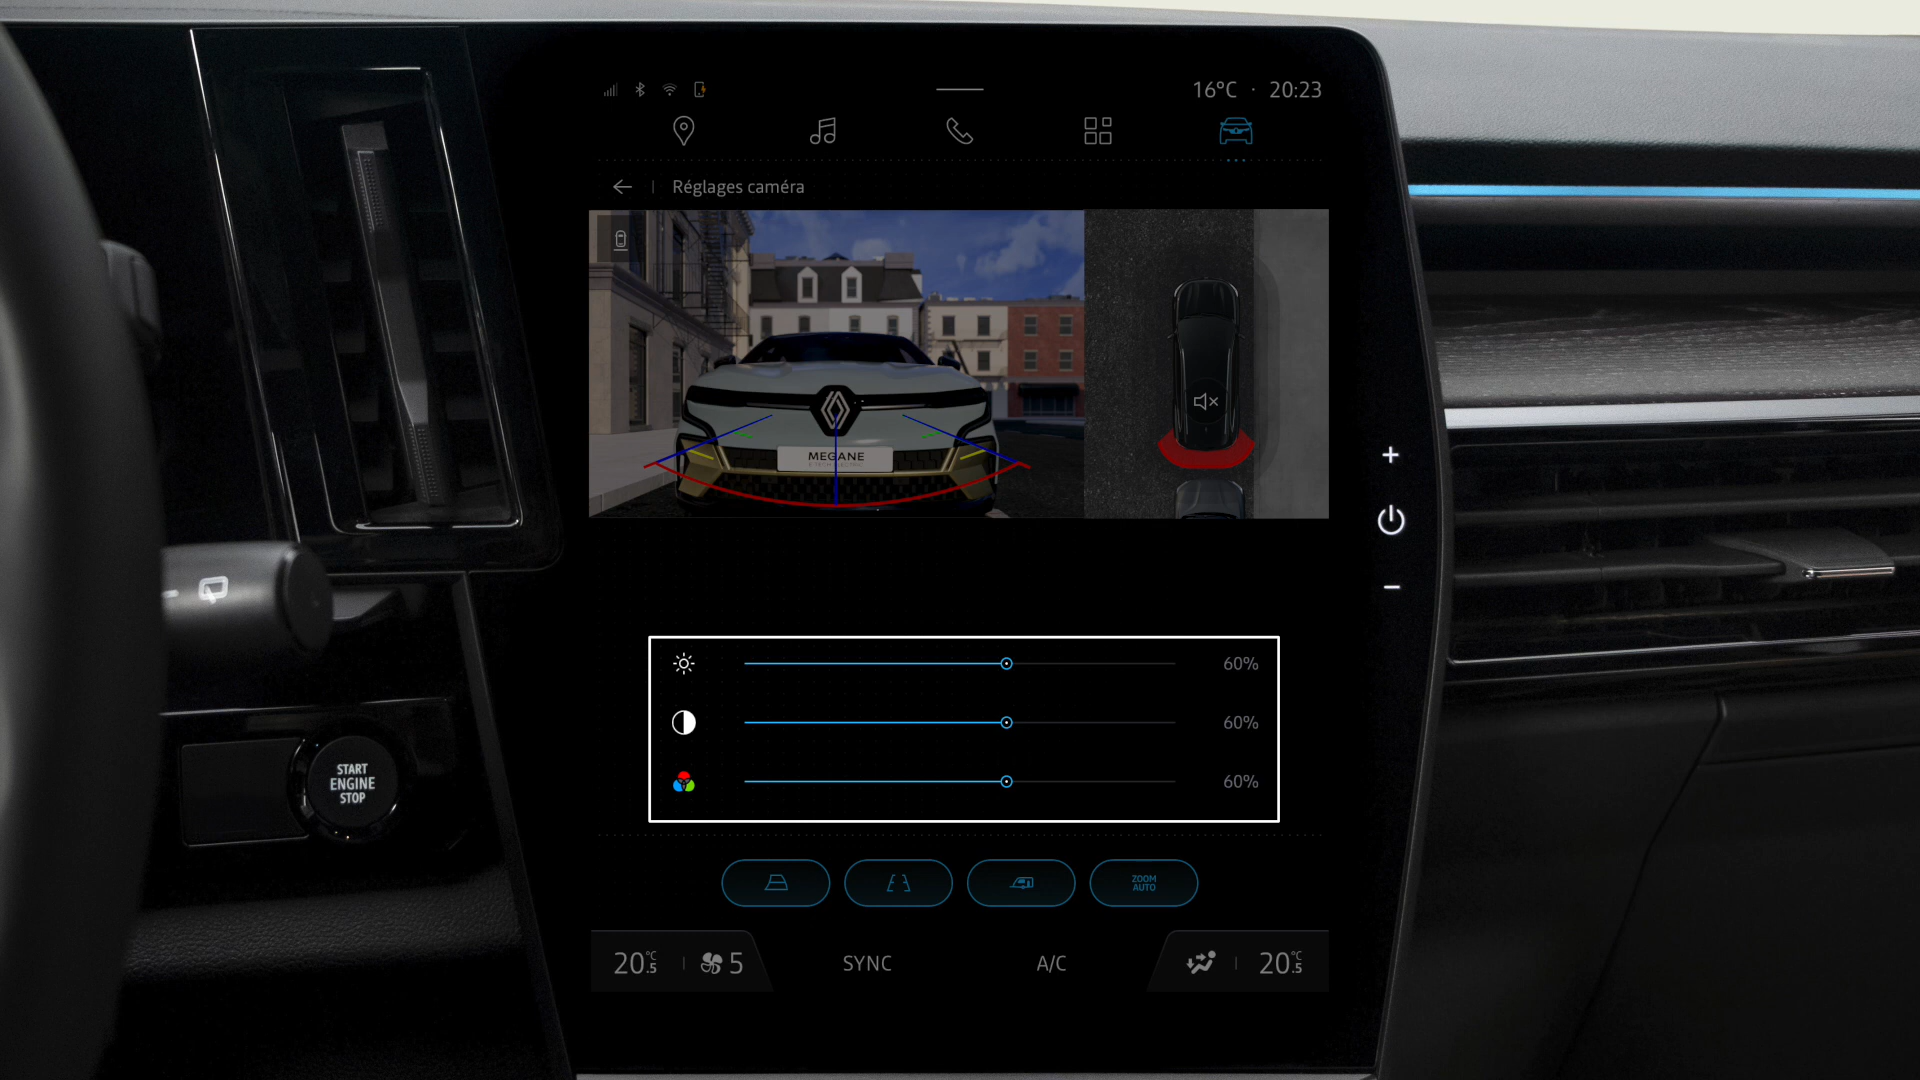 16°C · 20:23
Réglages caméra
MEGANE
60%
60%
60%
START
ENGINE
STOP
ZOOM
AUTO
20.5°C
5
SYNC
A/C
20.5°C